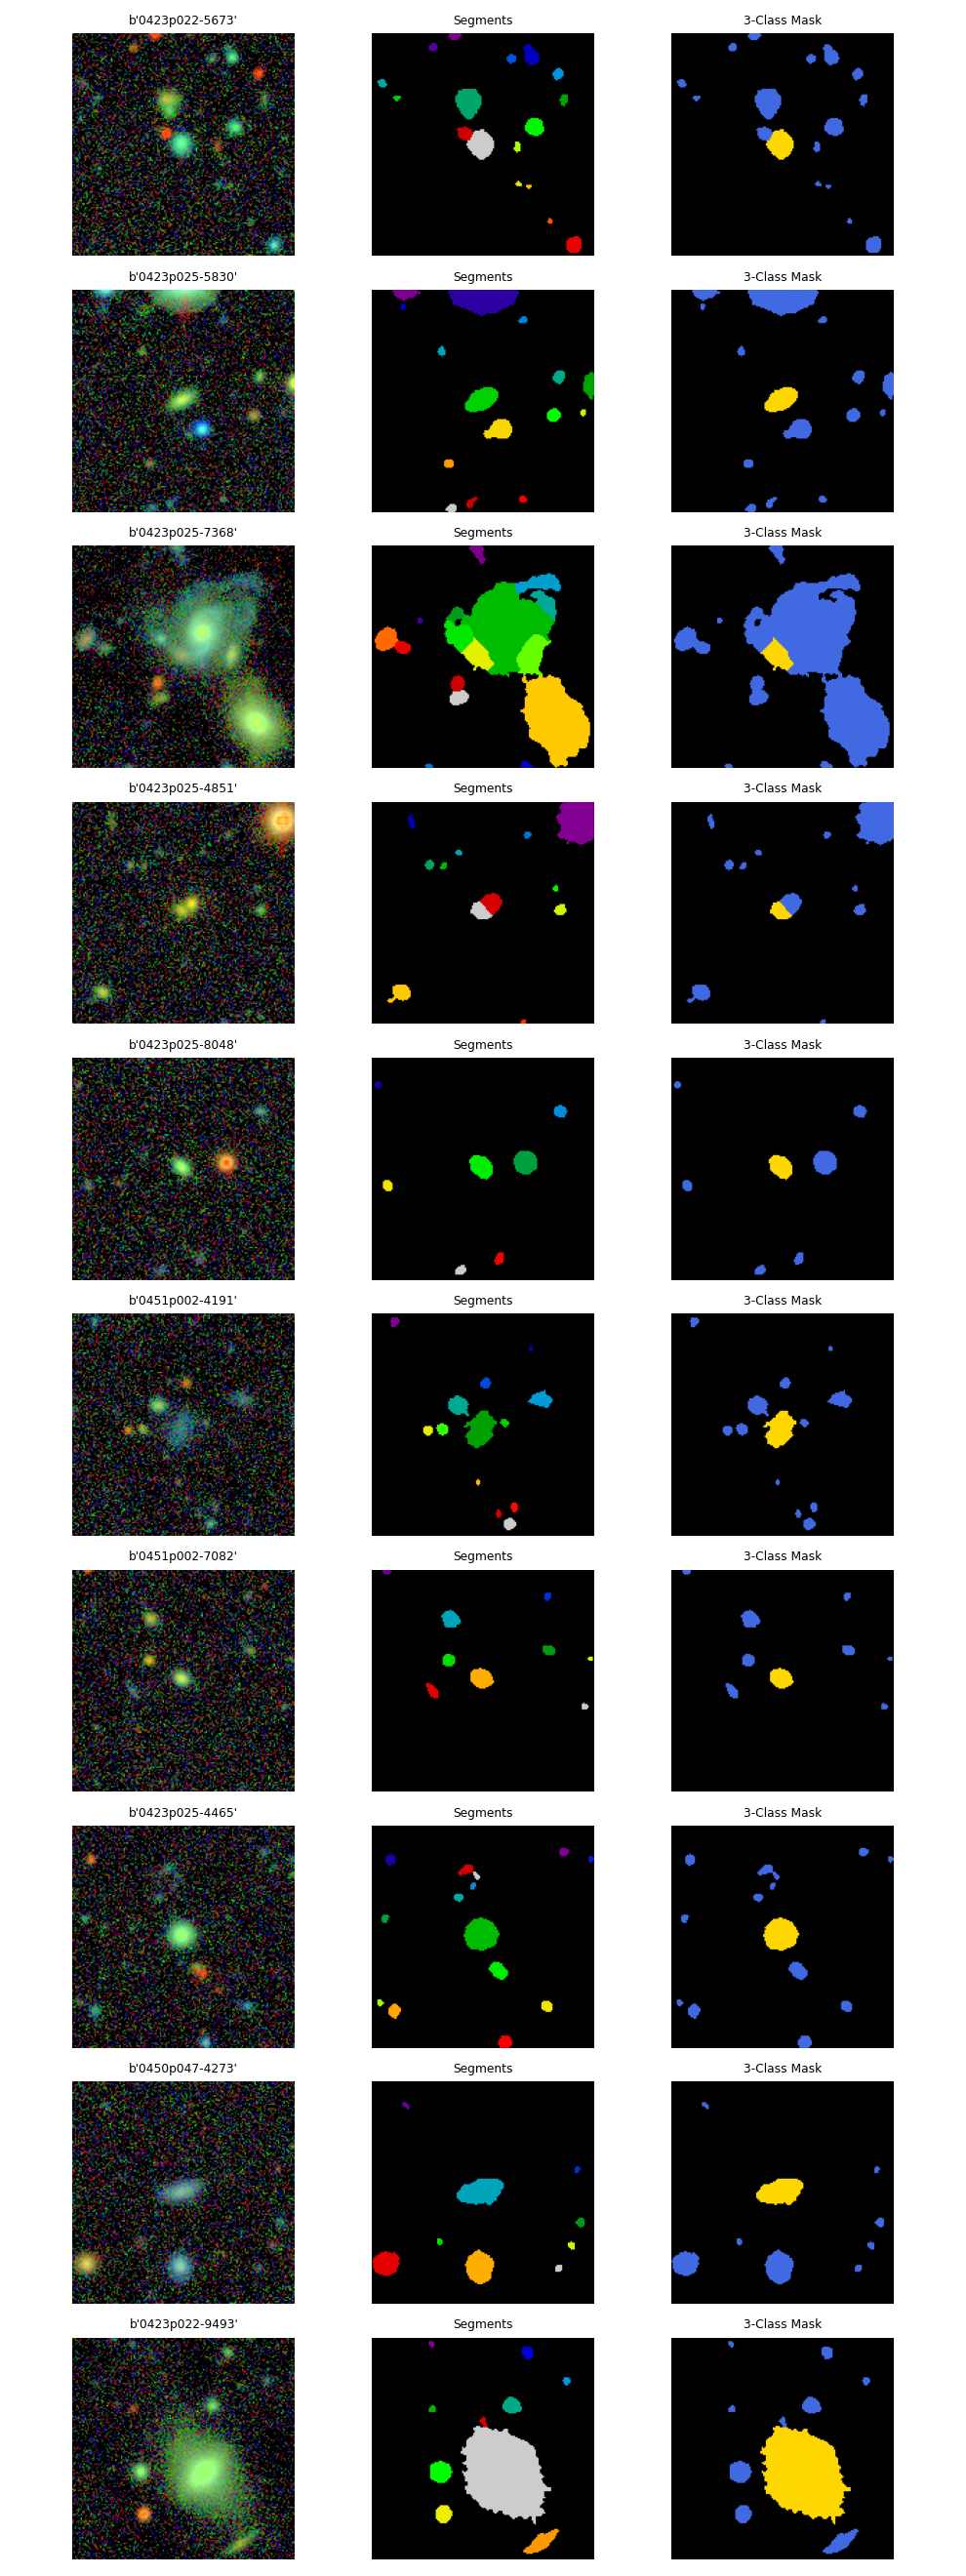 b'0423p022-5673' Segments 3-Class Mask
b'0423p025-5830' Segments 3-Class Mask
b'0423p025-7368' Segments 3-Class Mask
b'0423p025-4851' Segments 3-Class Mask
b'0423p025-8048' Segments 3-Class Mask
b'0451p002-4191' Segments 3-Class Mask
b'0451p002-7082' Segments 3-Class Mask
b'0423p025-4465' Segments 3-Class Mask
b'0450p047-4273' Segments 3-Class Mask
b'0423p022-9493' Segments 3-Class Mask